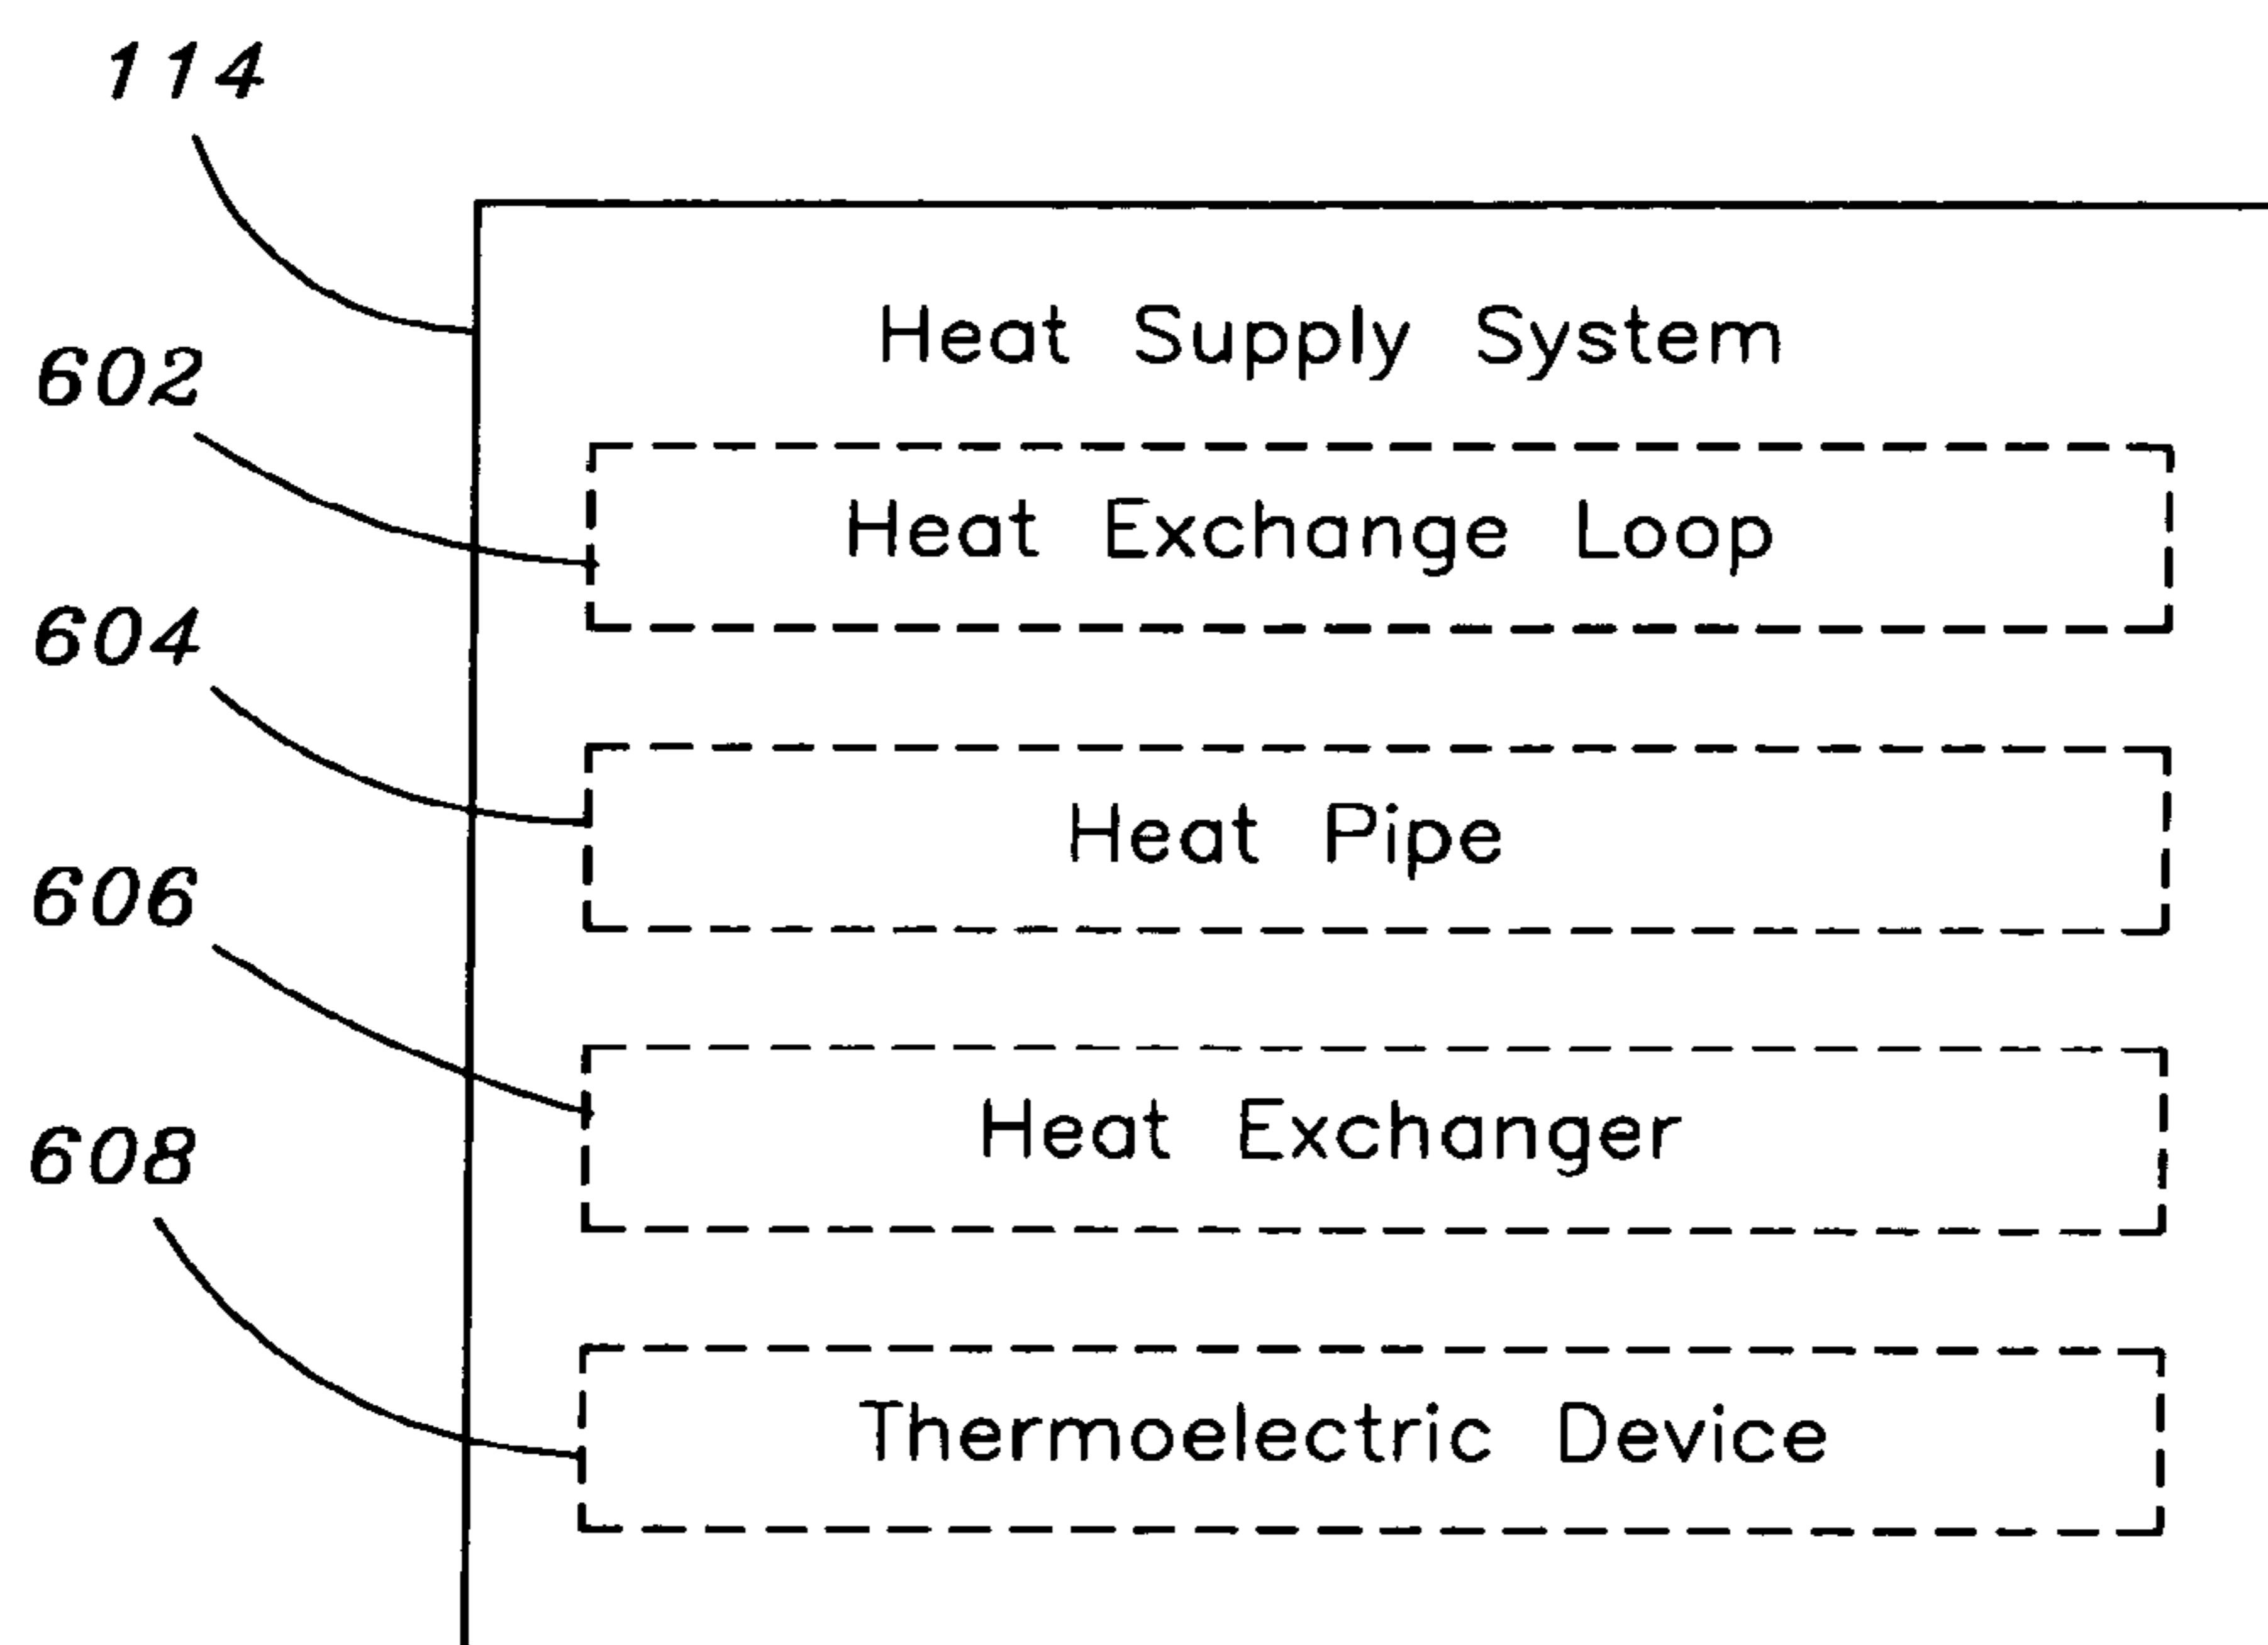 114
Heat Supply System
602
Heat Exchange Loop
604
Heat Pipe
606
Heat Exchanger
608
Thermoelectric Device